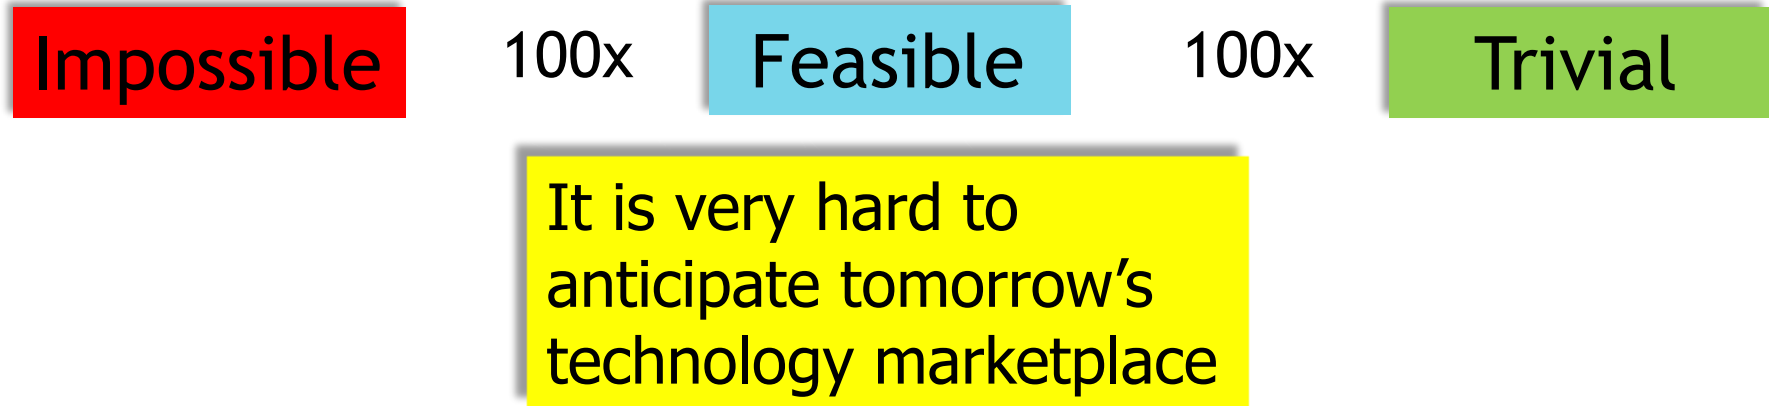 Impossible 100x Feasible 100x Trivial
It is very hard to
anticipate tomorrow’s
technology marketplace